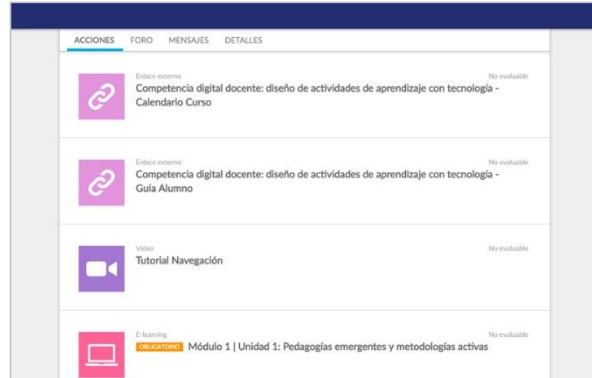 ACCIONES FORO MENSAJES DETALLES
Enlace externo No evaluable
Competencia digital docente: diseño de actividades de aprendizaje con tecnología -
Calendario Curso
Enlace externo No evaluable
Competencia digital docente: diseño de actividades de aprendizaje con tecnología -
Guía Alumno
Vídeo No evaluable
Tutorial Navegación
E-learning No evaluable
OBLIGATORIO Módulo 1 | Unidad 1: Pedagogías emergentes y metodologías activas